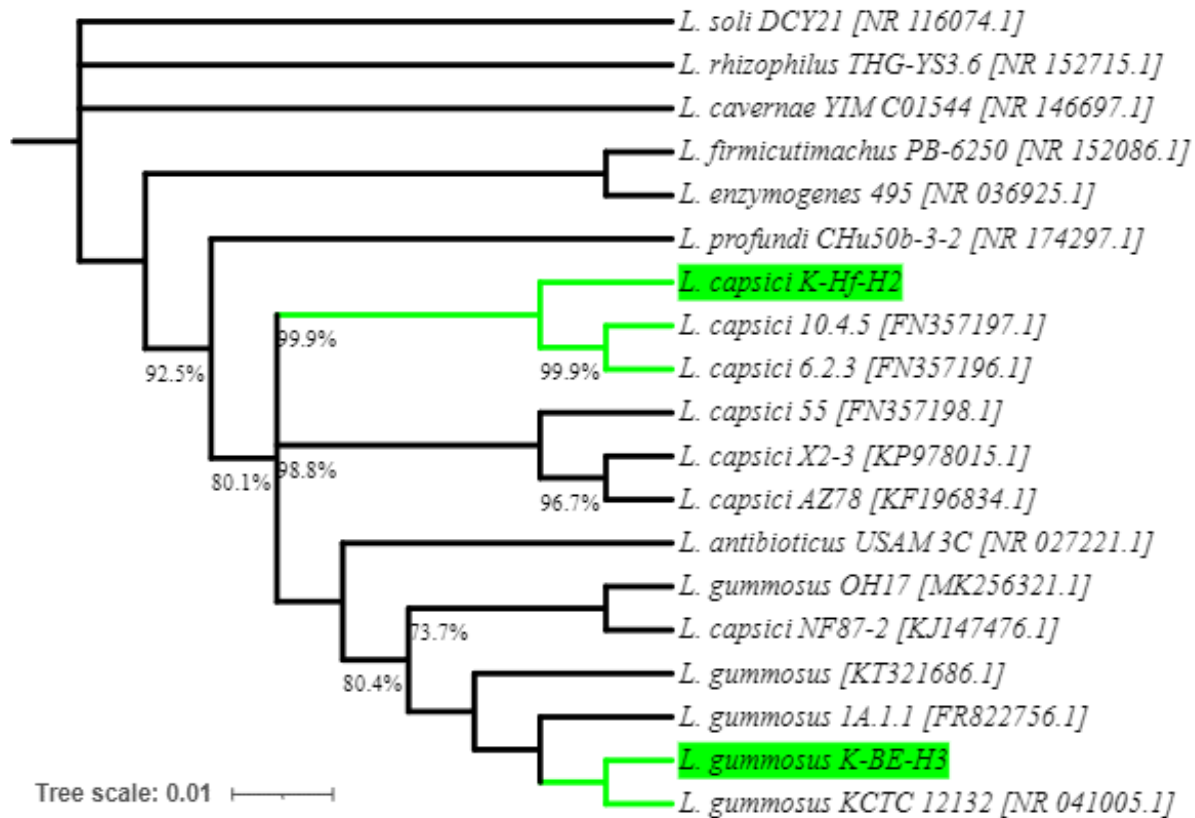 L. soli DCY21 [NR 116074.1]
L. rhizophilus THG-YS3.6 [NR 152715.1]
L. cavernae YIM C01544 [NR 146697.1]
L. firmicutimachus PB-6250 [NR 152086.1]
L. enzymogenes 495 [NR 036925.1]
L. profundi CHu50b-3-2 [NR 174297.1]
L. capsici K-Hf-H2
L. capsici 10.4.5 [FN357197.1]
99.9%
L. capsici 6.2.3 [FN357196.1]
99.9%
92.5%
L. capsici 55 [FN357198.1]
L. capsici X2-3 [KP978015.1]
98.8%
80.1%
L. capsici AZ78 [KF196834.1]
96.7%
L. antibioticus USAM 3C [NR 027221.1]
L. gummosus OH17 [MK256321.1]
L. capsici NF87-2 [KJ147476.1]
73.7%
L. gummosus [KT321686.1]
80.4%
L. gummosus 1A.1.1 [FR822756.1]
L. gummosus K-BE-H3
L. gummosus KCTC 12132 [NR 041005.1]
Tree scale: 0.01